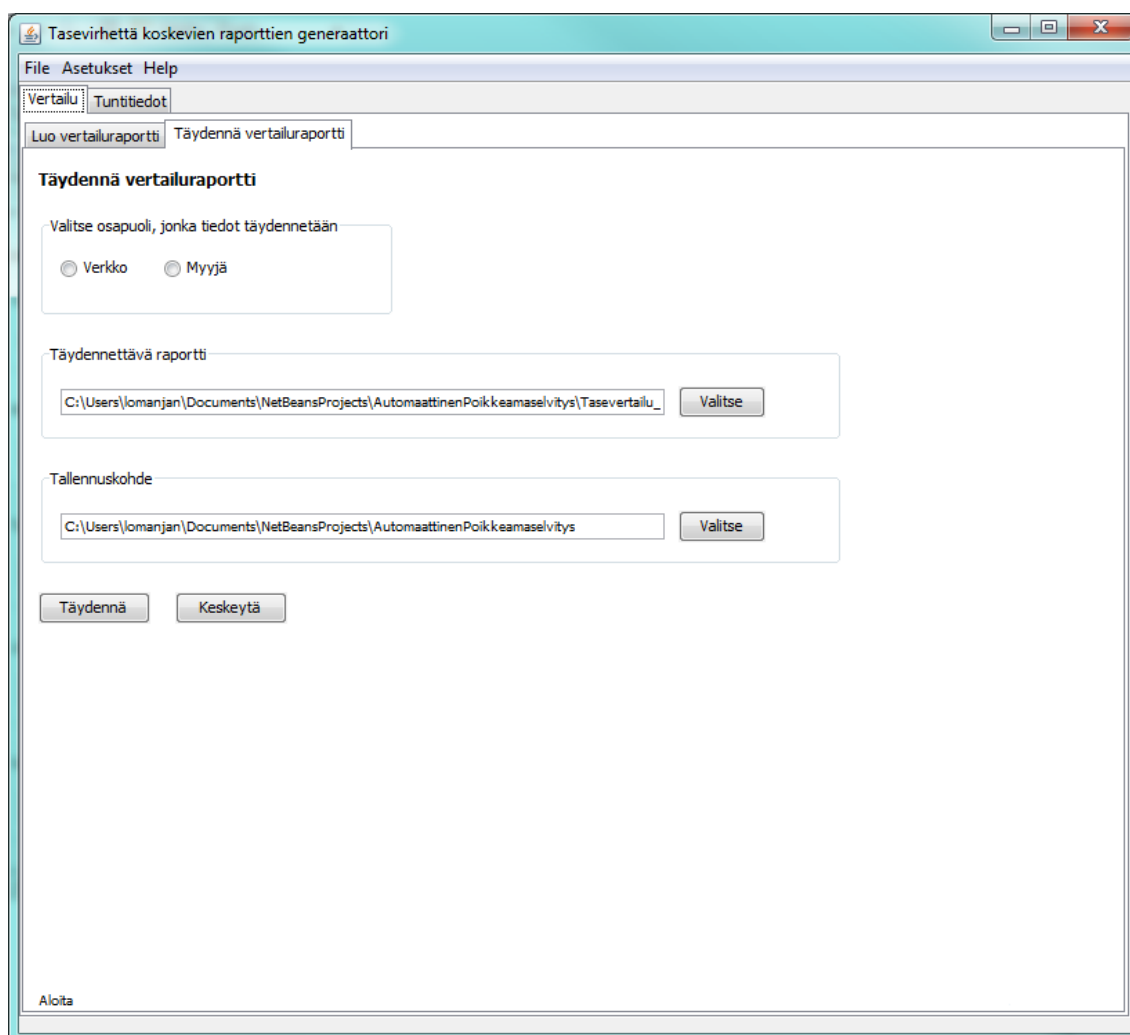 Tasevirhettä koskevien raporttien generaattori
File Asetukset Help
Vertailu Tuntitiedot
Luo vertailuraportti Täydennä vertailuraportti
Täydennä vertailuraportti
Valitse osapuoli, jonka tiedot täydennetään
Verkko Myyjä
Täydennettävä raportti
C:\Users\lomanjan\Documents\NetBeansProjects\AutomaattinenPoikkeamaselvitys\Tasevertailu_ Valitse
Tallennuskohde
C:\Users\lomanjan\Documents\NetBeansProjects\AutomaattinenPoikkeamaselvitys Valitse
Täydennä Keskeytä
Aloita